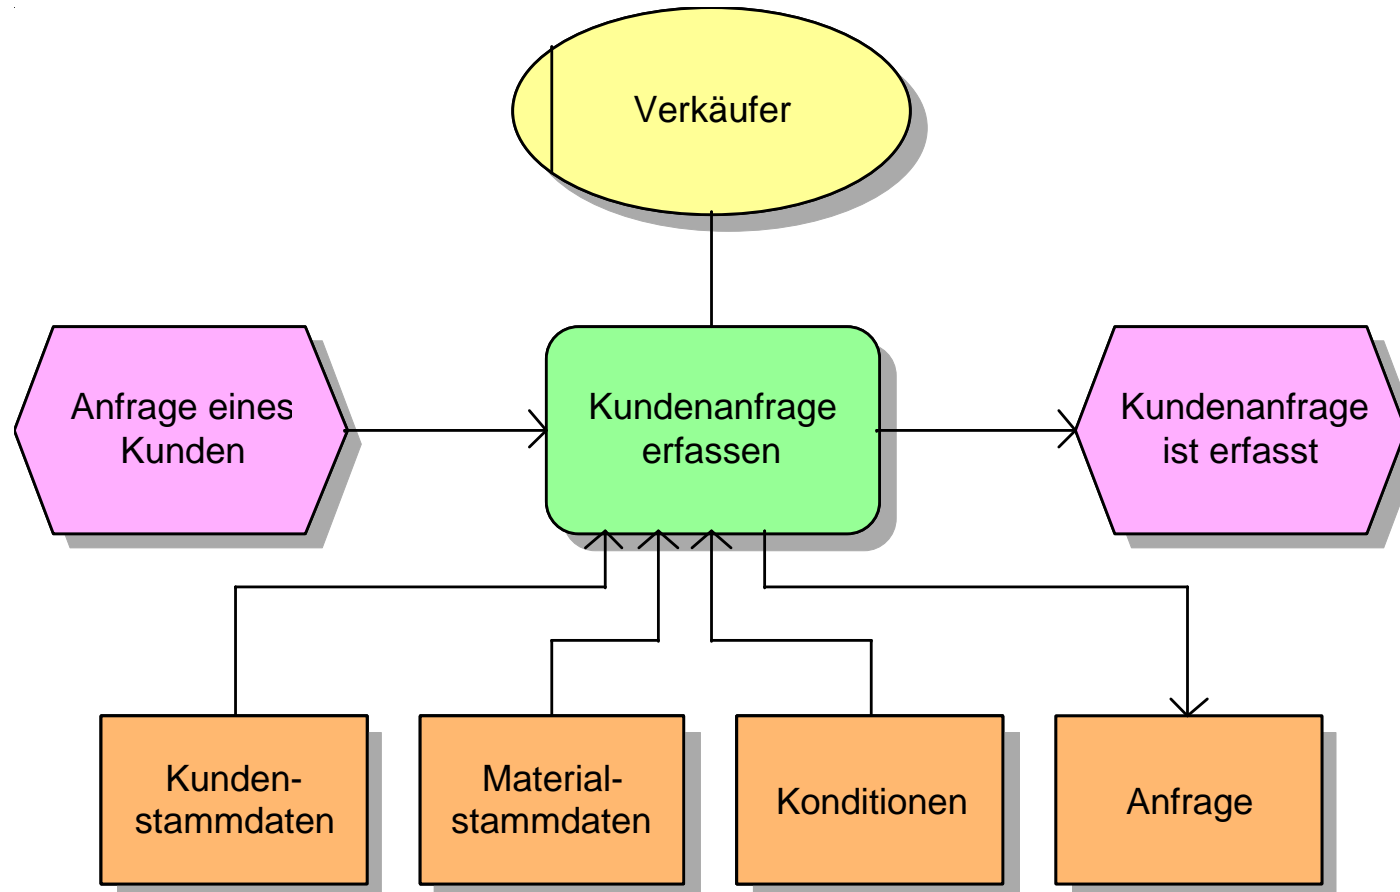 Verkäufer
Anfrage eines
Kunden
Kundenanfrage
erfassen
Kundenanfrage
ist erfasst
Kunden-
stammdaten
Material-
stammdaten
Konditionen
Anfrage